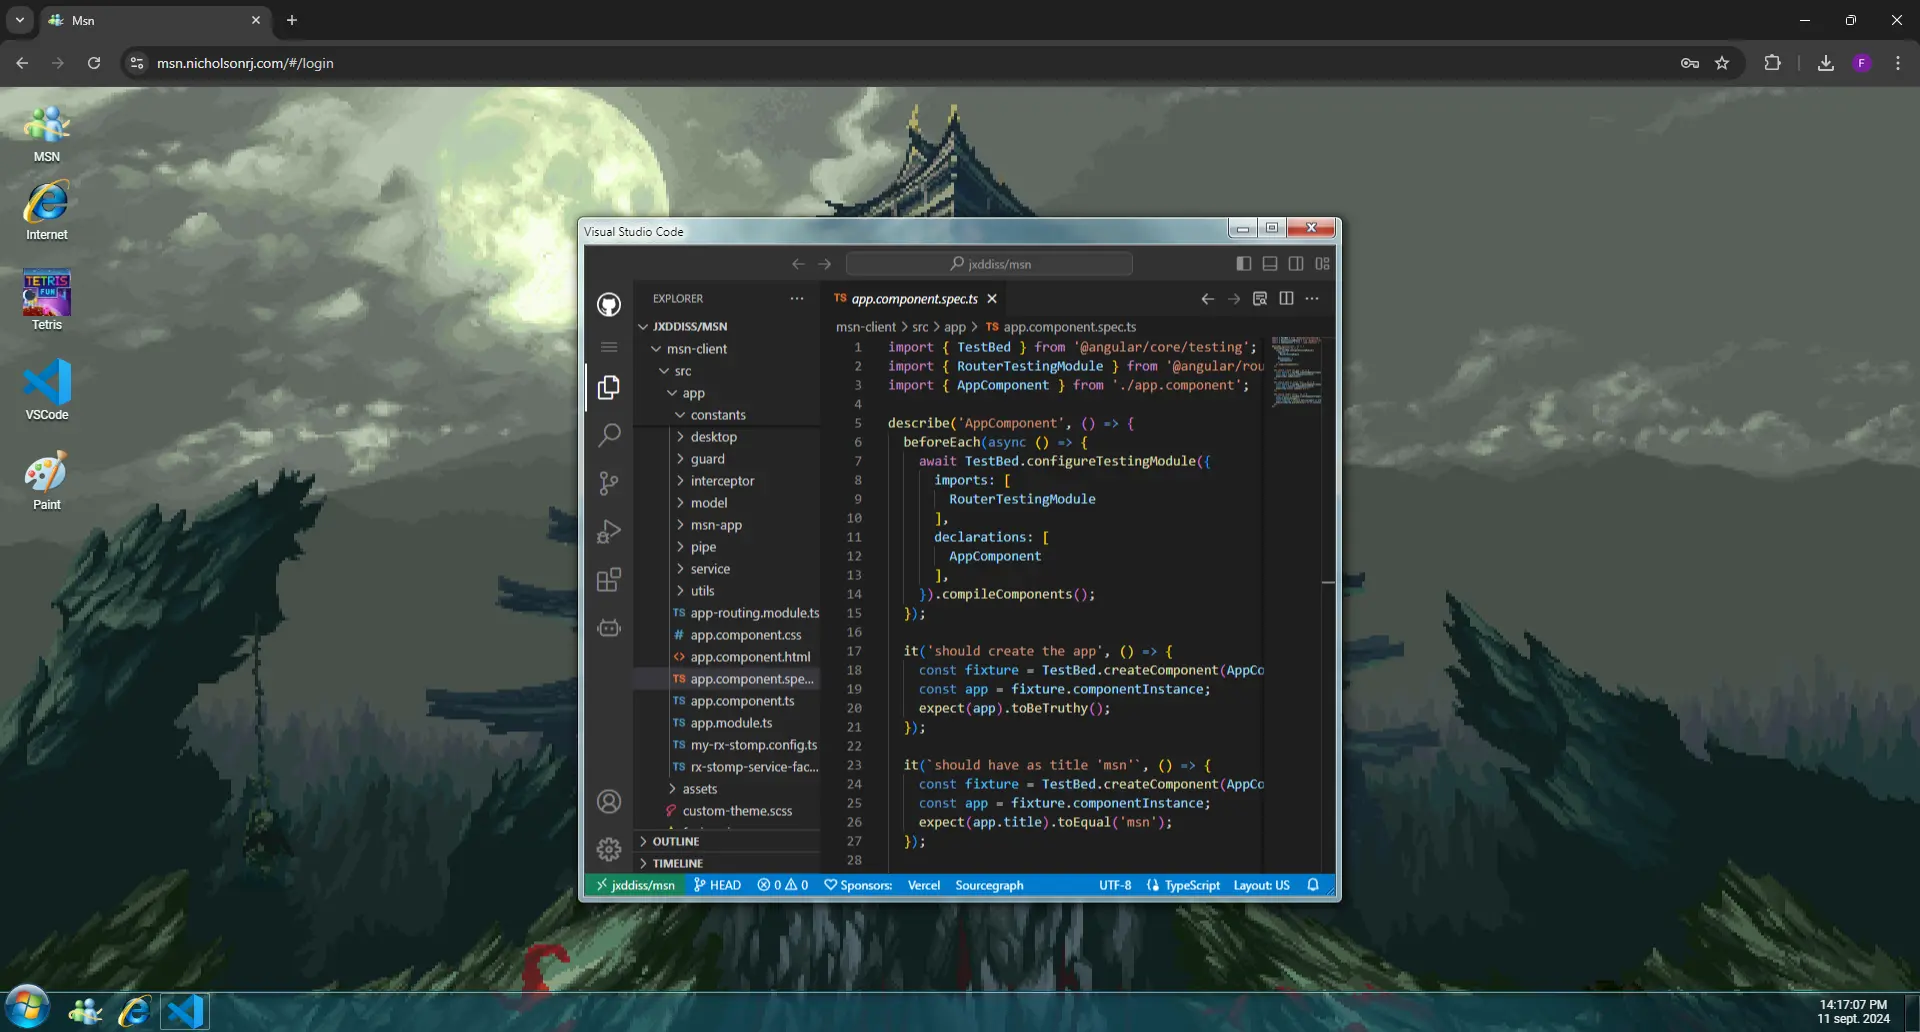 Msn
msn.nicholsonrj.com/#/login
F
MSN
Internet
TETRIS
FUN
Tetris
VSCode
Paint
Visual Studio Code
jxddiss/msn
EXPLORER
JXDDISS/MSN
msn-client
src
app
constants
desktop
guard
interceptor
model
msn-app
pipe
service
utils
TS app-routing.module.ts
# app.component.css
<> app.component.html
TS app.component.spe...
TS app.component.ts
TS app.module.ts
TS my-rx-stomp.config.ts
TS rx-stomp-service-fac...
assets
custom-theme.scss
OUTLINE
TIMELINE
TS app.component.spec.ts
msn-client > src > app > TS app.component.spec.ts
1 import { TestBed } from '@angular/core/testing';
2 import { RouterTestingModule } from '@angular/rou
3 import { AppComponent } from './app.component';
4
5 describe('AppComponent', () => {
6 beforeEach(async () => {
7 await TestBed.configureTestingModule({
8 imports: [
9 RouterTestingModule
10 ],
11 declarations: [
12 AppComponent
13 ],
14 }).compileComponents();
15 });
16
17 it('should create the app', () => {
18 const fixture = TestBed.createComponent(AppCo
19 const app = fixture.componentInstance;
20 expect(app).toBeTruthy();
21 });
22
23 it(`should have as title 'msn'`, () => {
24 const fixture = TestBed.createComponent(AppCo
25 const app = fixture.componentInstance;
26 expect(app.title).toEqual('msn');
27 });
28
jxddiss/msn HEAD 0 0 Sponsors: Vercel Sourcegraph UTF-8 TypeScript Layout: US
14:17:07 PM
11 sept. 2024